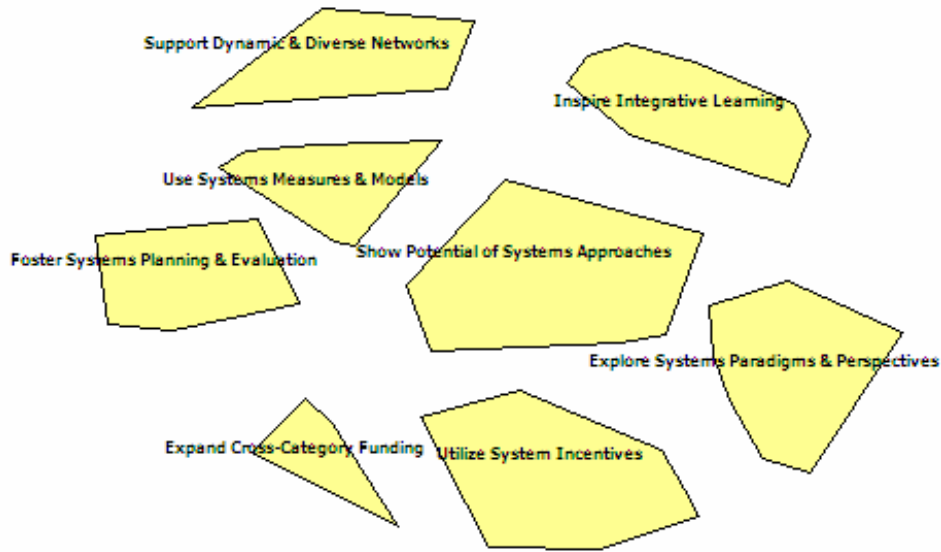 Support Dynamic & Diverse Networks
Inspire Integrative Learning
Use Systems Measures & Models
Show Potential of Systems Approaches
Foster Systems Planning & Evaluation
Explore Systems Paradigms & Perspectives
Expand Cross-Category Funding
Utilize System Incentives